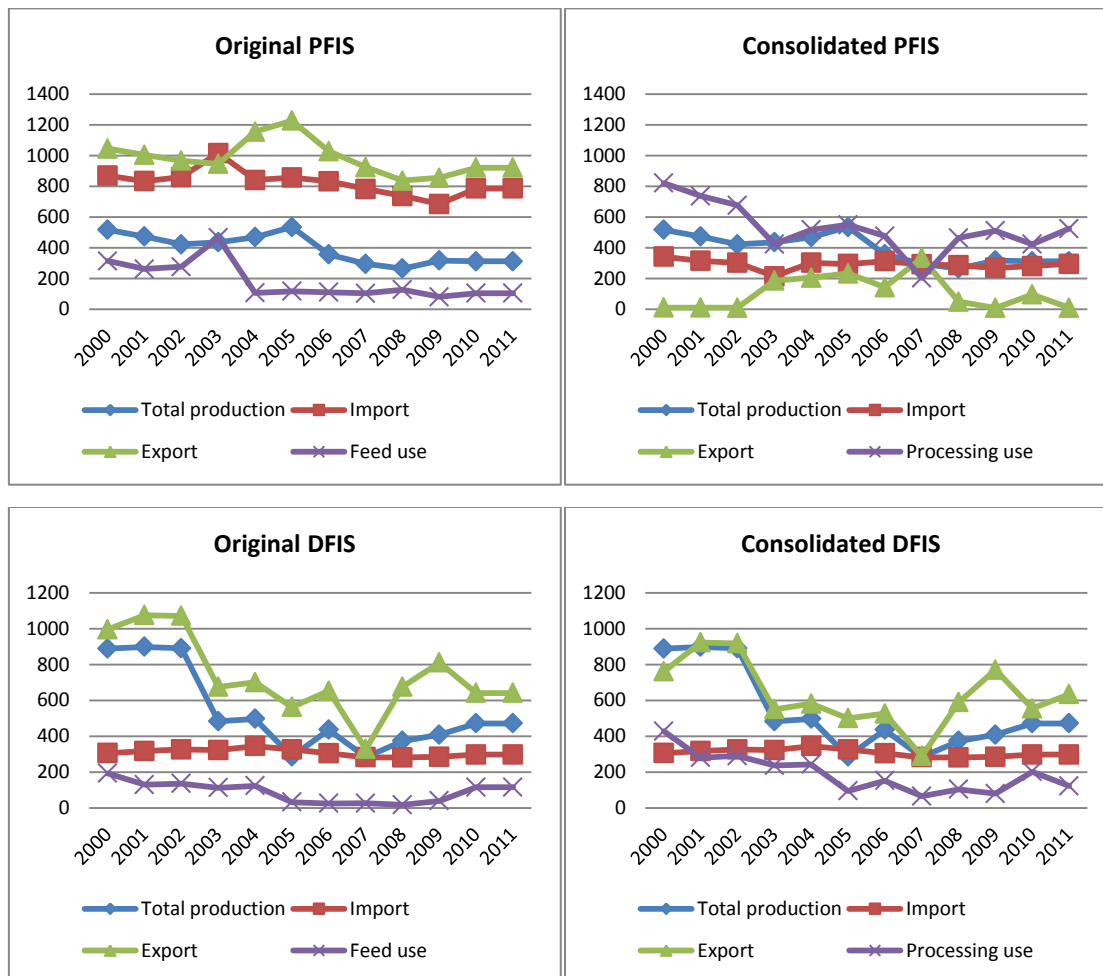 Original PFIS
1400
1200
1000
800
600
400
200
0
2000 2001 2002 2003 2004 2005 2006 2007 2008 2009 2010 2011
Total production Import
Export Feed use
Consolidated PFIS
1400
1200
1000
800
600
400
200
0
2000 2001 2002 2003 2004 2005 2006 2007 2008 2009 2010 2011
Total production Import
Export Processing use
Original DFIS
1200
1000
800
600
400
200
0
2000 2001 2002 2003 2004 2005 2006 2007 2008 2009 2010 2011
Total production Import
Export Feed use
Consolidated DFIS
1200
1000
800
600
400
200
0
2000 2001 2002 2003 2004 2005 2006 2007 2008 2009 2010 2011
Total production Import
Export Processing use